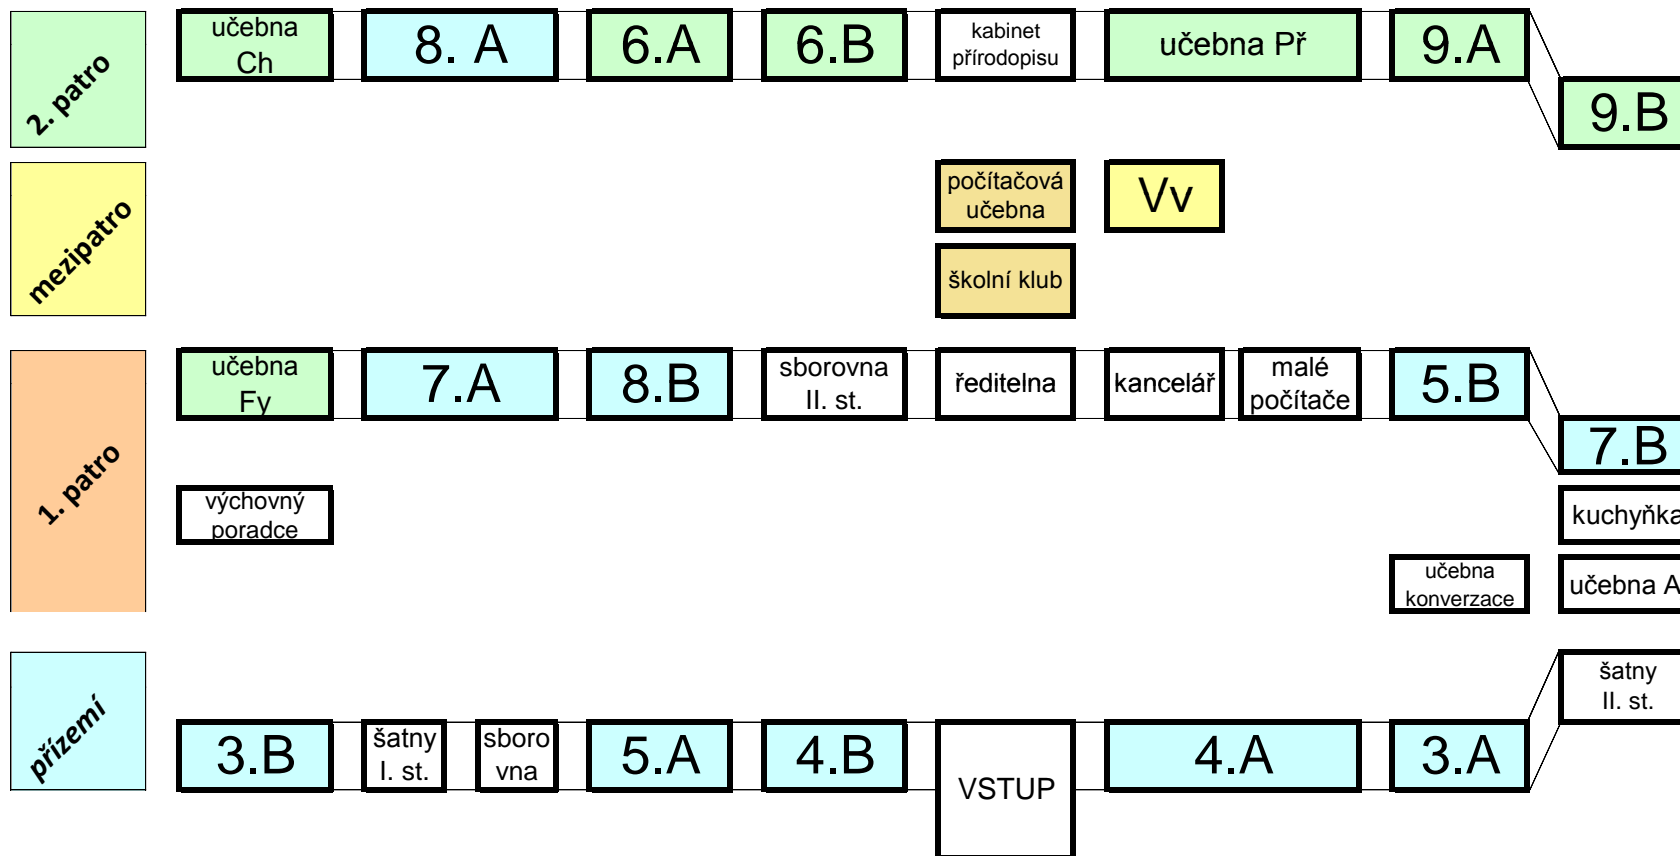 2. patro
učebna
Ch
8. A
6.A
6.B
kabinet
přírodopisu
učebna Př
9.A
9.B
mezipatro
počítačová
učebna
Vv
školní klub
1. patro
učebna
Fy
7.A
8.B
sborovna
II. st.
ředitelna
kancelář
malé
počítače
5.B
7.B
výchovný
poradce
kuchyňka
učebna
konverzace
učebna A
přízemí
šatny
II. st.
3.B
šatny
I. st.
sboro
vna
5.A
4.B
VSTUP
4.A
3.A